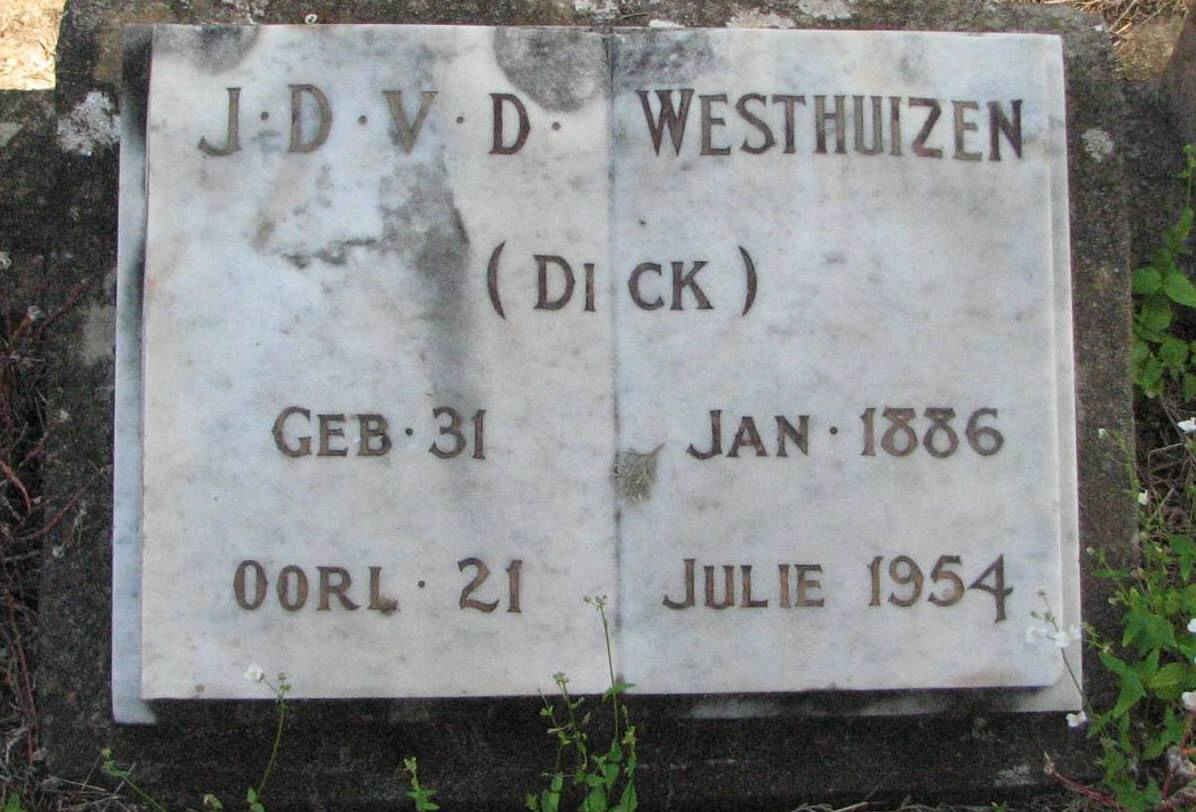 J·D·V·D· WESTHUIZEN
(DICK)
GEB·31 JAN·1886
OORL·21 JULIE 1954